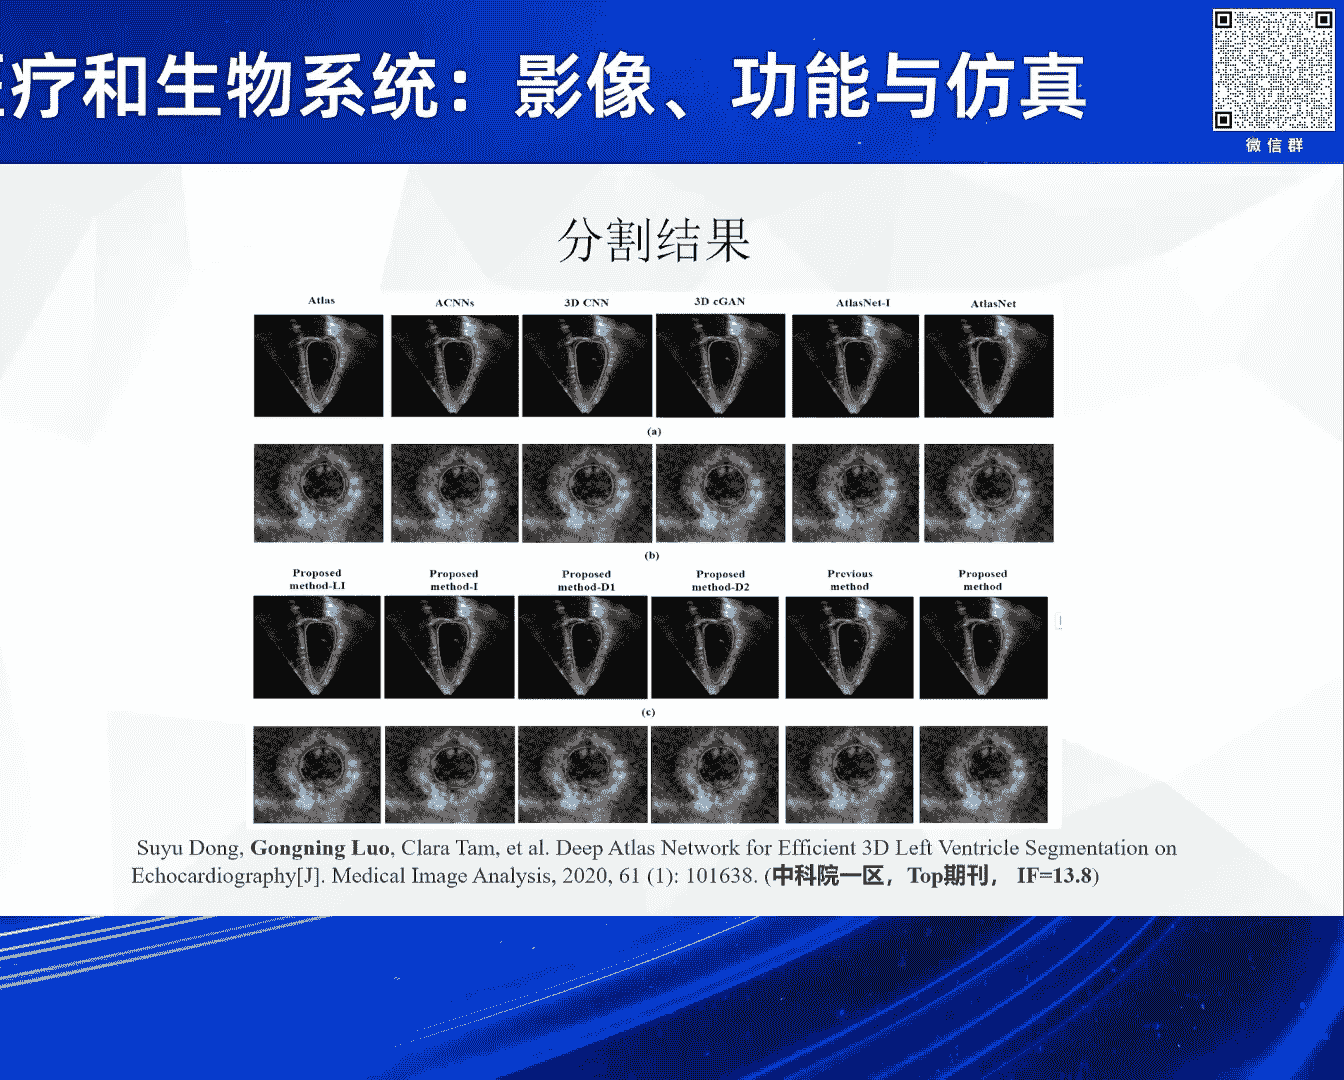 疗和生物系统：影像、功能与仿真
微信群
分割结果
Atlas ACNNs 3D CNN 3D cGAN AtlasNet-I AtlasNet
(a)
(b)
Proposed method-LI Proposed method-I Proposed method-D1 Proposed method-D2 Previous method Proposed method
(c)
Suyu Dong, Gongning Luo, Clara Tam, et al. Deep Atlas Network for Efficient 3D Left Ventricle Segmentation on
Echocardiography[J]. Medical Image Analysis, 2020, 61 (1): 101638. (中科院一区，Top期刊， IF=13.8)